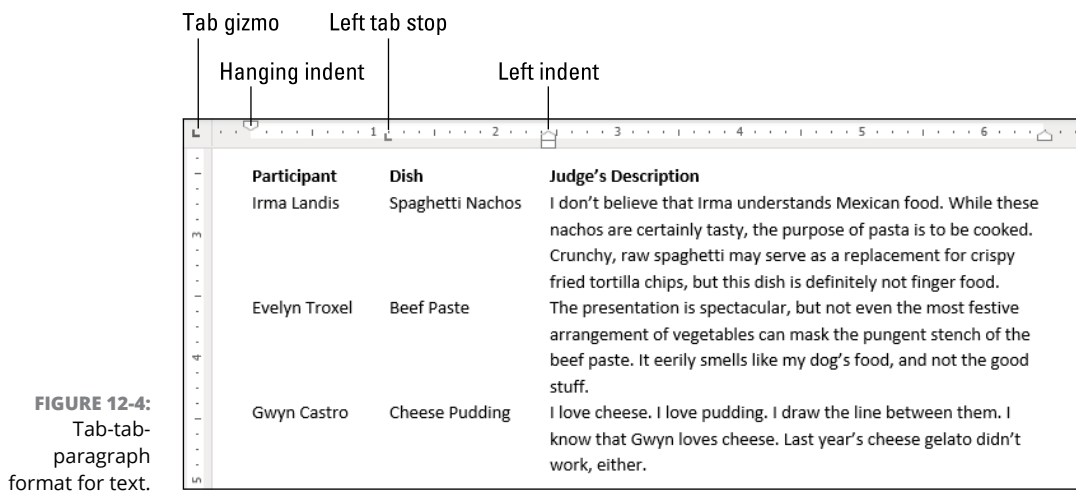 Tab gizmo Left tab stop
Hanging indent Left indent
1 2 3 4 5 6
Participant Dish Judge’s Description
Irma Landis Spaghetti Nachos I don’t believe that Irma understands Mexican food. While these
nachos are certainly tasty, the purpose of pasta is to be cooked.
3
Crunchy, raw spaghetti may serve as a replacement for crispy
fried tortilla chips, but this dish is definitely not finger food.
Evelyn Troxel Beef Paste The presentation is spectacular, but not even the most festive
arrangement of vegetables can mask the pungent stench of the
4
beef paste. It eerily smells like my dog’s food, and not the good
stuff.
Gwyn Castro Cheese Pudding I love cheese. I love pudding. I draw the line between them. I
know that Gwyn loves cheese. Last year’s cheese gelato didn’t
work, either.
5
FIGURE 12-4:
Tab-tab-
paragraph
format for text.